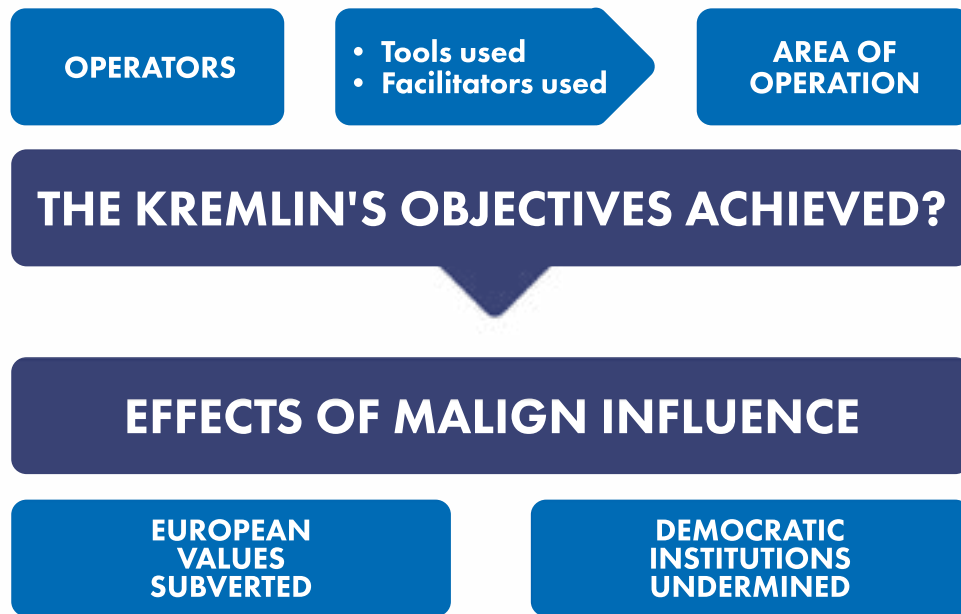 OPERATORS
• Tools used
• Facilitators used
AREA OF
OPERATION
THE KREMLIN'S OBJECTIVES ACHIEVED?
EFFECTS OF MALIGN INFLUENCE
EUROPEAN
VALUES
SUBVERTED
DEMOCRATIC
INSTITUTIONS
UNDERMINED